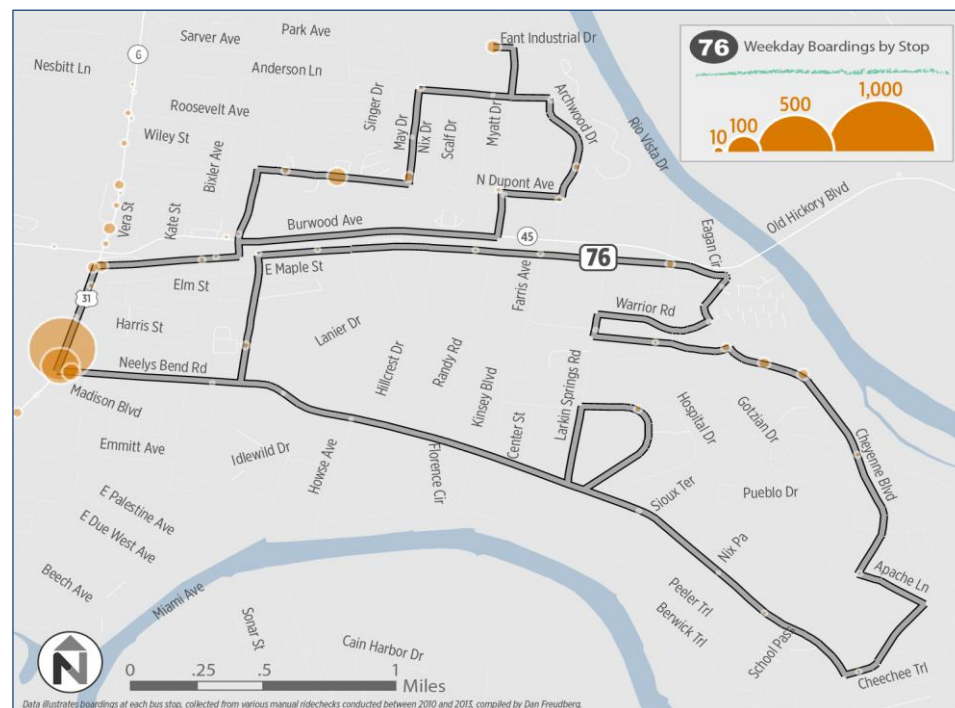 76 Weekday Boardings by Stop
10 100 500 1,000
Park Ave
Sarver Ave
Fant Industrial Dr
6
Nesbitt Ln
Anderson Ln
Roosevelt Ave
Singer Dr
May Dr
Nix Dr
Scalf Dr
Myatt Dr
Archwood Dr
Rio Vista Dr
Wiley St
Bixler Ave
N Dupont Ave
Vera St
Kate St
Burwood Ave
45
Old Hickory Blvd
Eagan Cir
76
E Maple St
Farris Ave
Elm St
31
Warrior Rd
Harris St
Lanier Dr
Neelys Bend Rd
Hillcrest Dr
Randy Rd
Kinsey Blvd
Center St
Larkin Springs Rd
Hospital Dr
Gotzian Dr
Cheyenne Blvd
Madison Blvd
Emmitt Ave
Idlewild Dr
Howse Ave
Florence Cir
Sioux Ter
Pueblo Dr
E Palestine Ave
E Due West Ave
Nix Pa
Apache Ln
Beech Ave
Miami Ave
Peeler Trl
Berwick Trl
School Pass
Cheechee Trl
Sonar St
Cain Harbor Dr
N
0 .25 .5 1
Miles
Data illustrates boardings at each bus stop, collected from various manual ridechecks conducted between 2010 and 2013, compiled by Dan Freudberg.